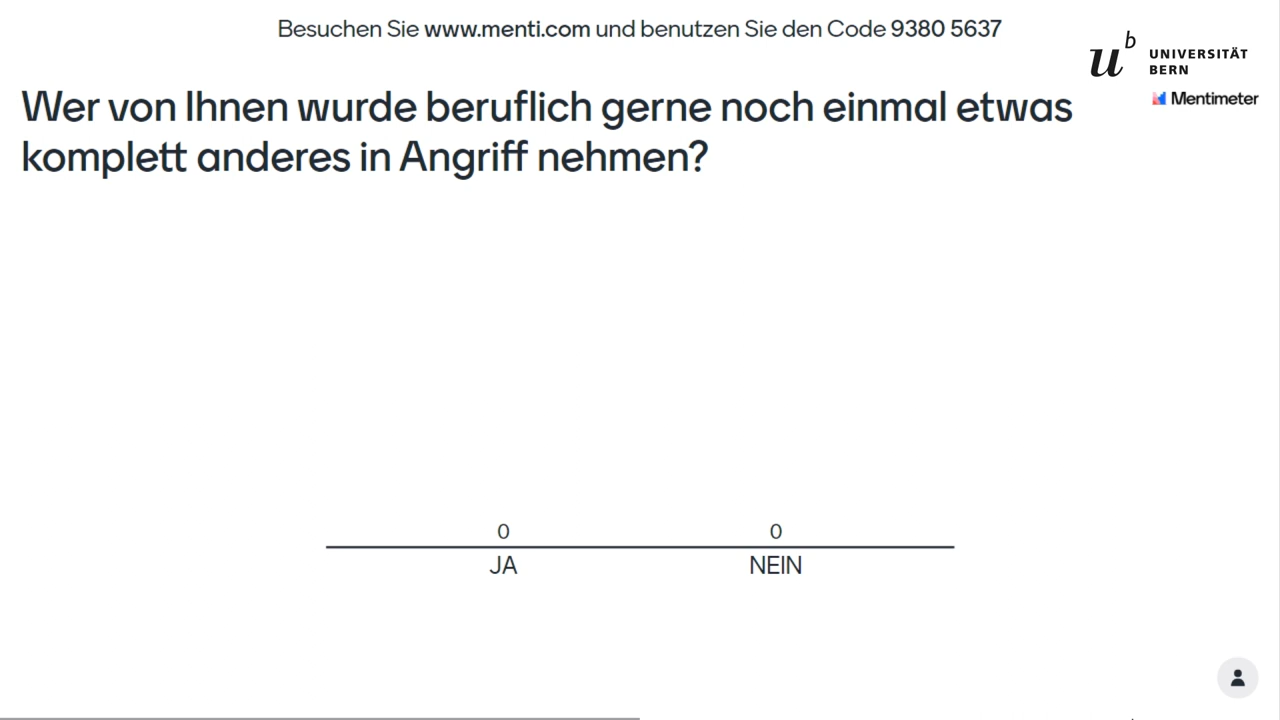 Besuchen Sie www.menti.com und benutzen Sie den Code 9380 5637
u^b UNIVERSITÄT
BERN
Mentimeter
Wer von Ihnen wurde beruflich gerne noch einmal etwas
komplett anderes in Angriff nehmen?
0 0
JA NEIN